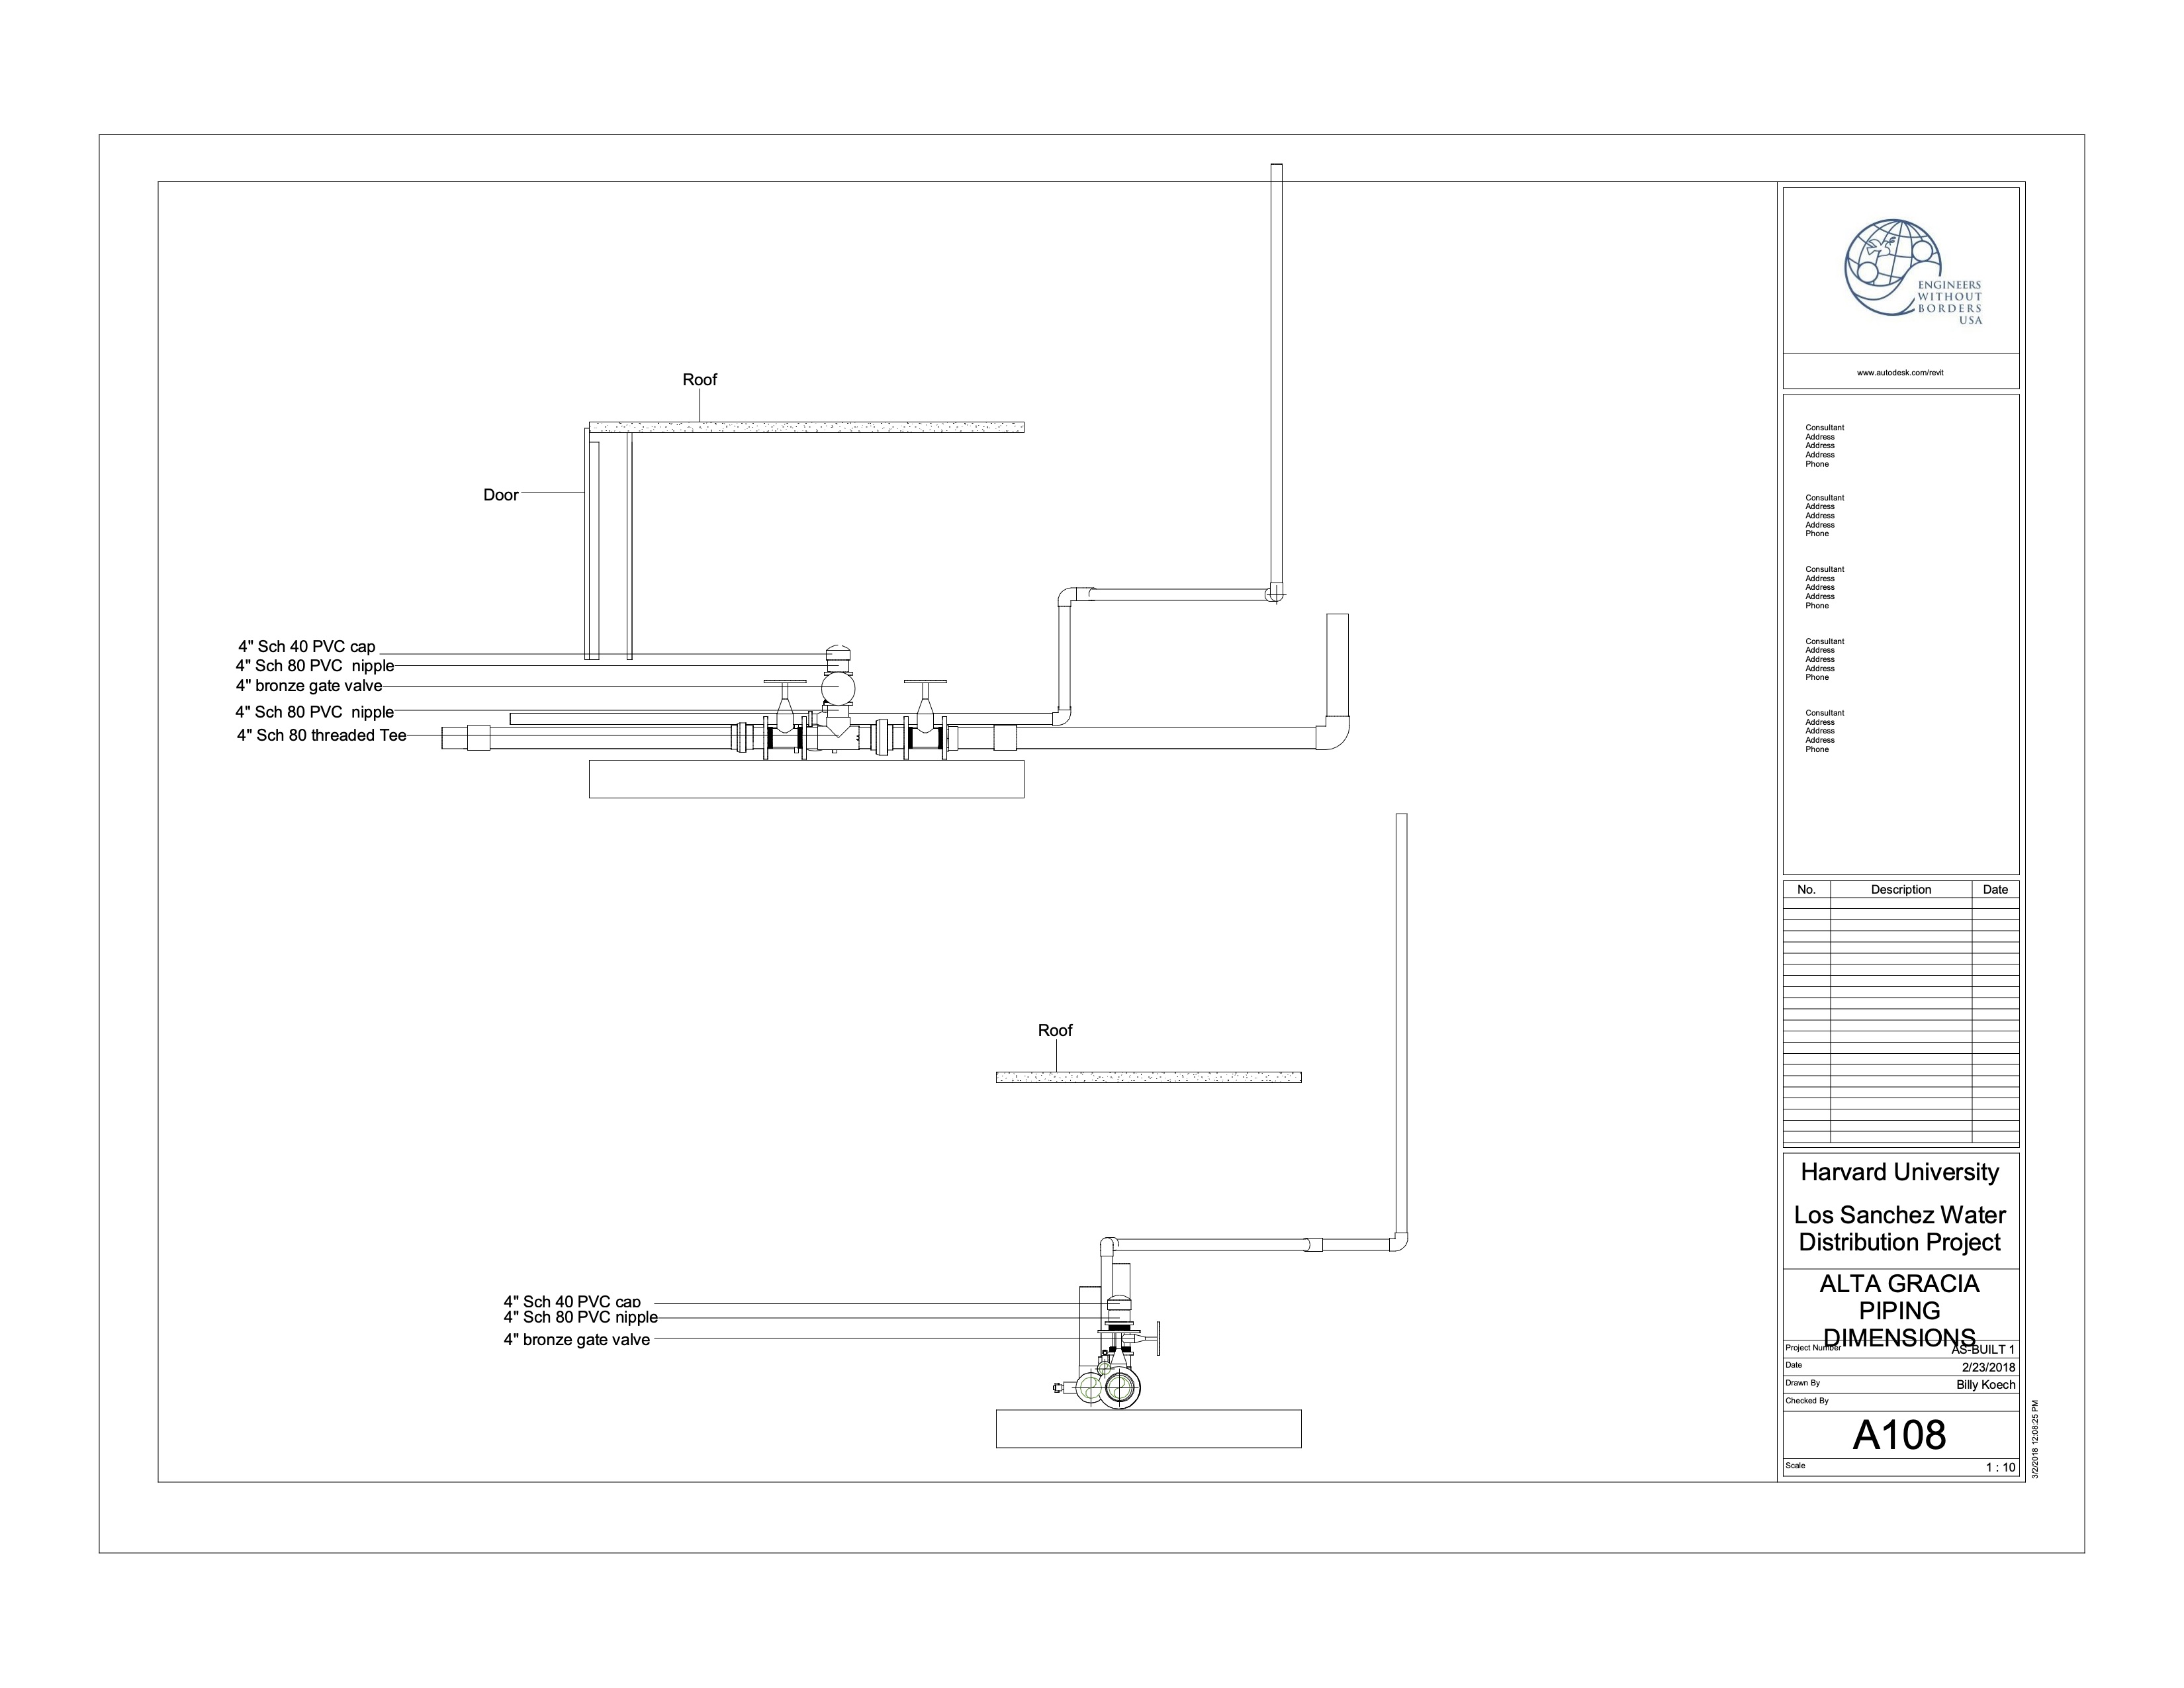 Roof
Door
4" Sch 40 PVC cap
4" Sch 80 PVC nipple
4" bronze gate valve
4" Sch 80 PVC nipple
4" Sch 80 threaded Tee
Roof
4" Sch 40 PVC cap
4" Sch 80 PVC nipple
4" bronze gate valve
ENGINEERS
WITHOUT
BORDERS
USA
www.autodesk.com/revit
Consultant
Address
Address
Address
Phone
Consultant
Address
Address
Address
Phone
Consultant
Address
Address
Address
Phone
Consultant
Address
Address
Address
Phone
Consultant
Address
Address
Address
Phone
No. Description Date
Harvard University
Los Sanchez Water
Distribution Project
ALTA GRACIA
PIPING
DIMENSIONS
Project Number AS-BUILT 1
Date 2/23/2018
Drawn By Billy Koech
Checked By
A108
Scale 1 : 10
3/2/2018 12:08:25 PM